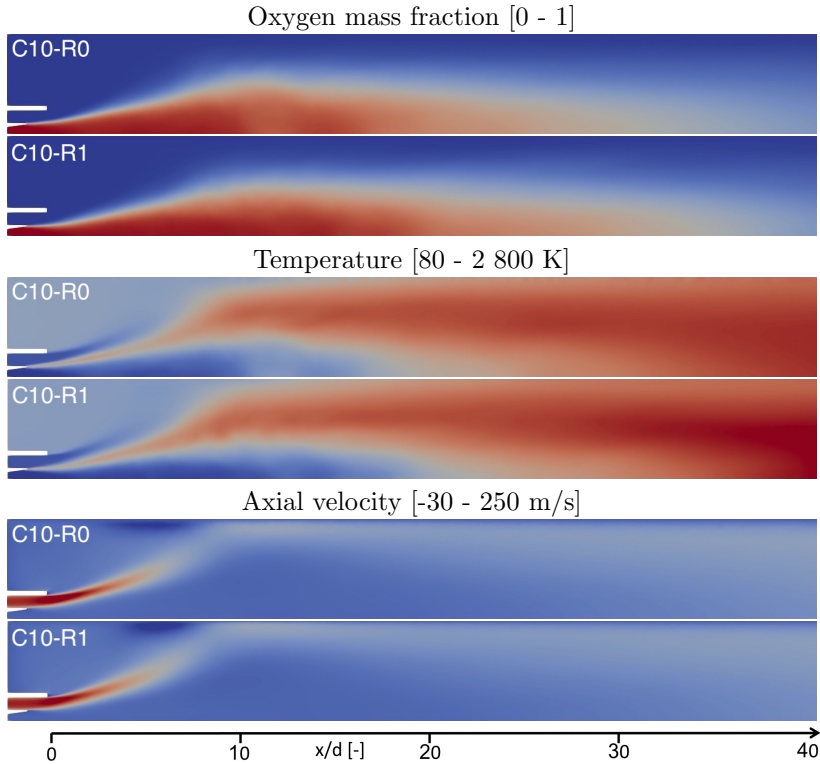 Oxygen mass fraction [0 - 1]
C10-R0
C10-R1
Temperature [80 - 2 800 K]
C10-R0
C10-R1
Axial velocity [-30 - 250 m/s]
C10-R0
C10-R1
0 10 x/d [-] 20 30 40